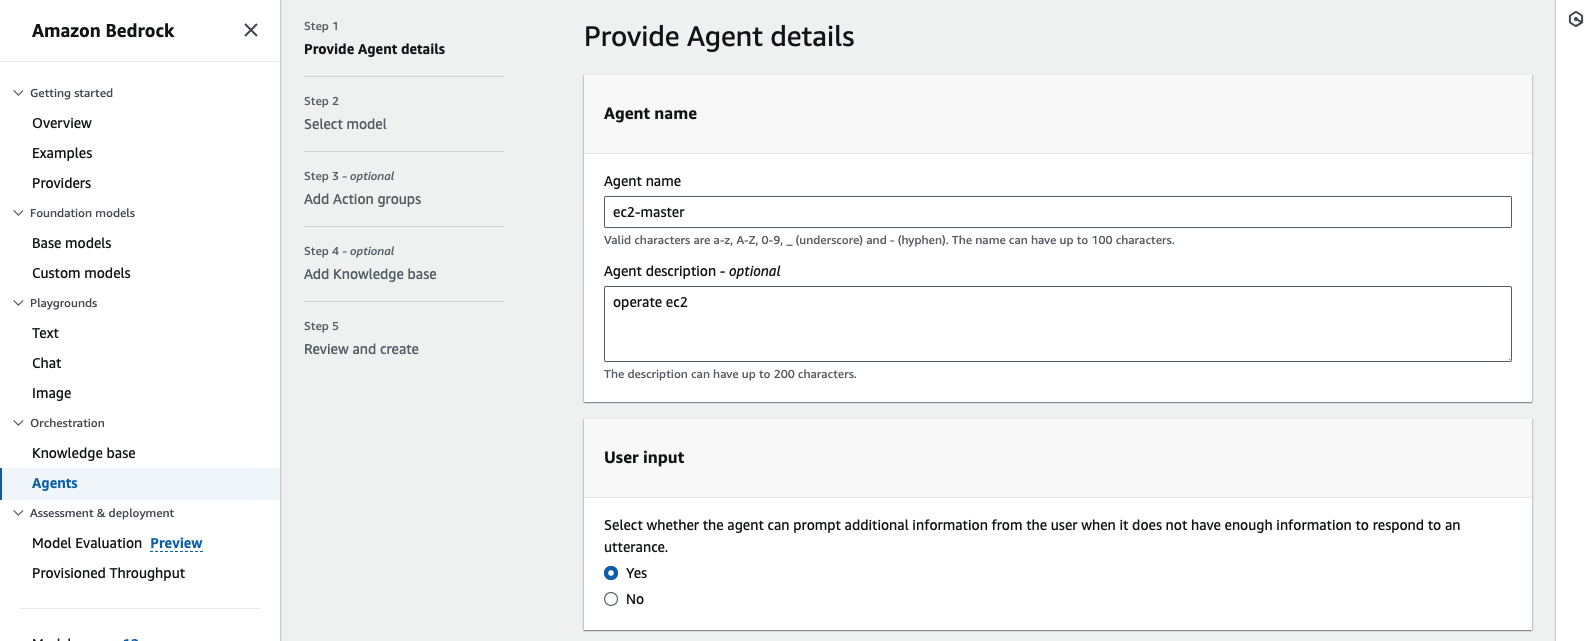 Amazon Bedrock
Getting started
Overview
Examples
Providers
Foundation models
Base models
Custom models
Playgrounds
Text
Chat
Image
Orchestration
Knowledge base
Agents
Assessment & deployment
Model Evaluation Preview
Provisioned Throughput
Step 1
Provide Agent details
Step 2
Select model
Step 3 - optional
Add Action groups
Step 4 - optional
Add Knowledge base
Step 5
Review and create
Provide Agent details
Agent name
Agent name
ec2-master
Valid characters are a-z, A-Z, 0-9, _ (underscore) and - (hyphen). The name can have up to 100 characters.
Agent description - optional
operate ec2
The description can have up to 200 characters.
User input
Select whether the agent can prompt additional information from the user when it does not have enough information to respond to an
utterance.
Yes
No